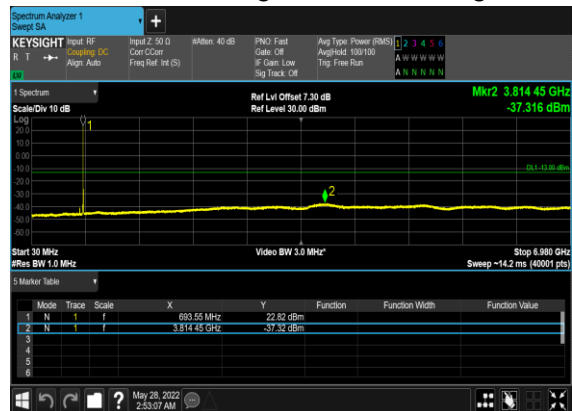 Spectrum Analyzer 1
Swept SA
+
KEYSIGHT Input: RF Input Z: 50 Ω #Atten: 40 dB PNO: Fast Avg Type: Power (RMS) 1 2 3 4 5 6
R T Coupling: DC Corr CCorr Gate: Off Avg|Hold: 100/100 A W W W W W
Align: Auto Freq Ref: Int (S) IF Gain: Low Trig: Free Run
Sig Track: Off A N N N N N
LW
1 Spectrum Ref Lvl Offset 7.30 dB Mkr2 3.814 45 GHz
Scale/Div 10 dB Ref Level 30.00 dBm -37.316 dBm
Log
20.0
10.0
0.00
-10.0
-20.0
-30.0
-40.0
-50.0
-60.0
1
DL1 -13.00 dBm
2
Start 30 MHz Video BW 3.0 MHz* Stop 6.980 GHz
#Res BW 1.0 MHz Sweep ~14.2 ms (40001 pts)
5 Marker Table
Mode Trace Scale X Y Function Function Width Function Value
1 N 1 f 693.55 MHz 22.82 dBm
2 N 1 f 3.814 45 GHz -37.32 dBm
3
4
5
6
? May 28, 2022
2:53:07 AM